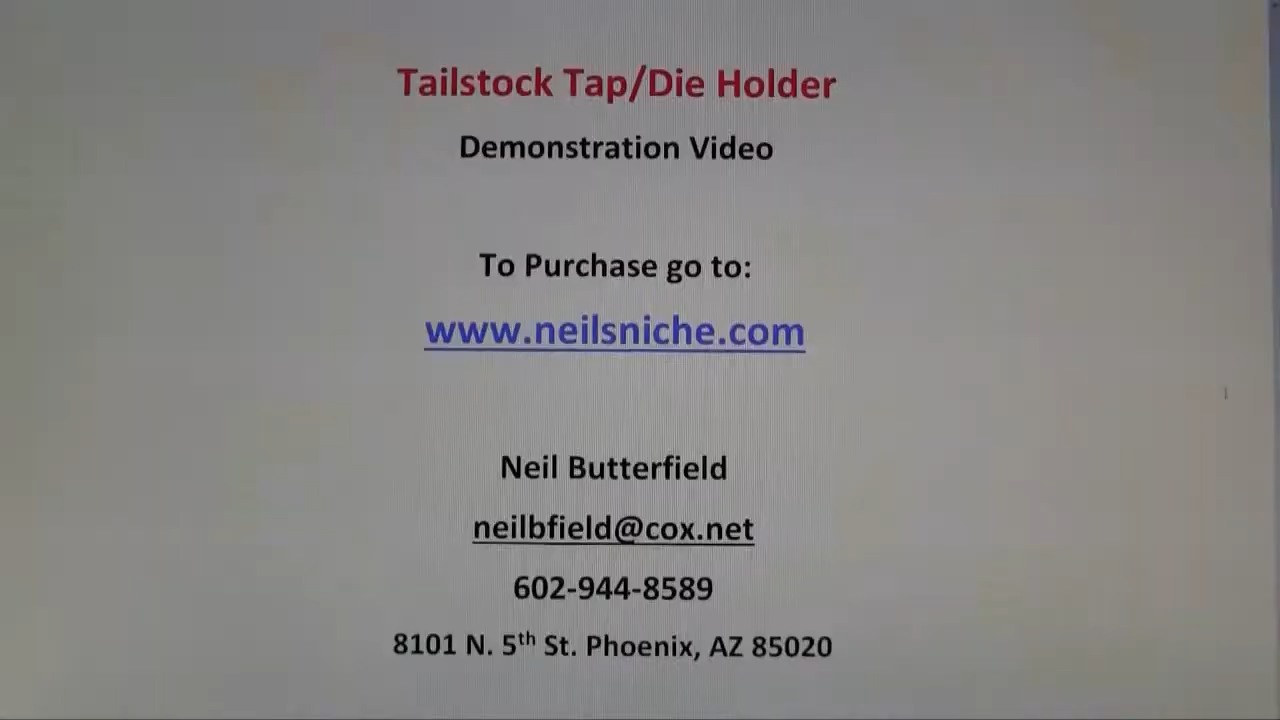 Tailstock Tap/Die Holder
Demonstration Video
To Purchase go to:
www.neilsniche.com
Neil Butterfield
neilbfield@cox.net
602-944-8589
8101 N. 5th St. Phoenix, AZ 85020